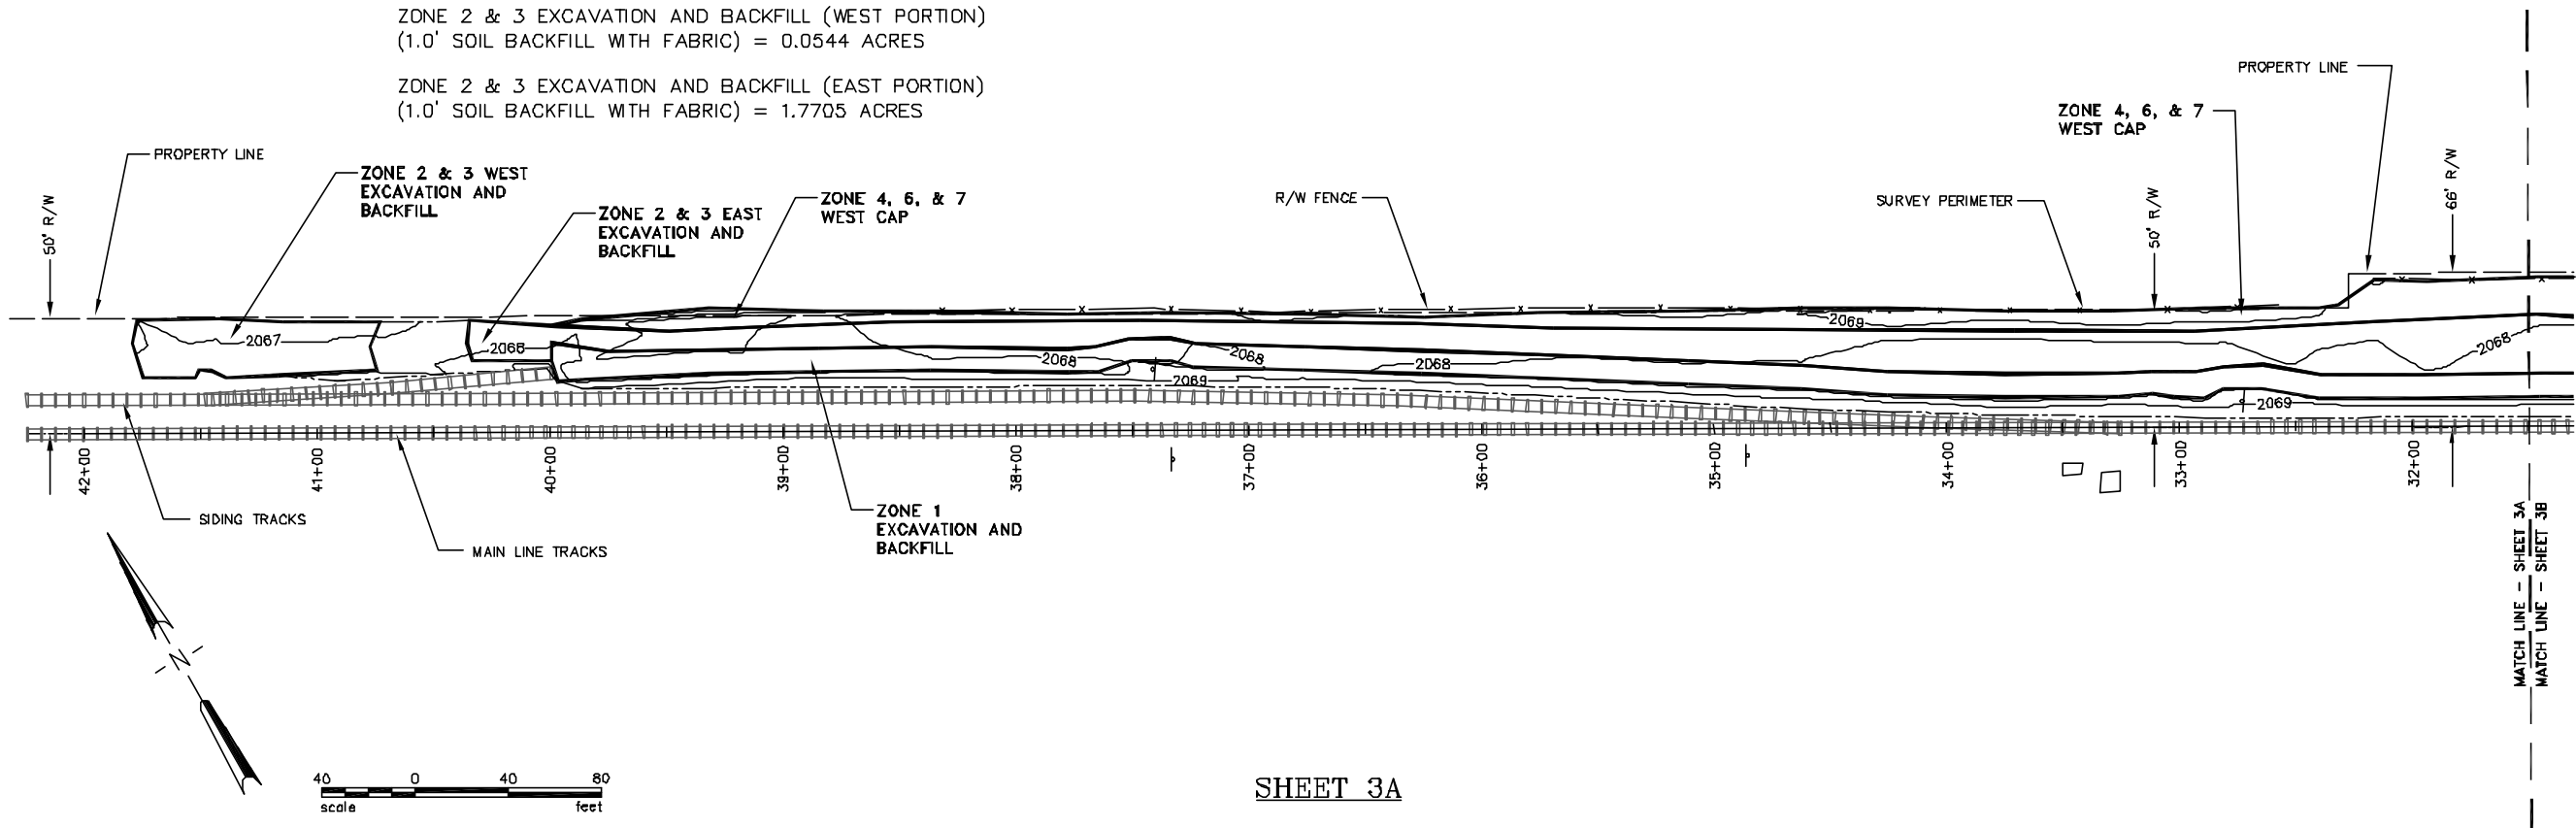 ZONE 2 & 3 EXCAVATION AND BACKFILL (WEST PORTION)
(1.0' SOIL BACKFILL WITH FABRIC) = 0.0544 ACRES
ZONE 2 & 3 EXCAVATION AND BACKFILL (EAST PORTION)
(1.0' SOIL BACKFILL WITH FABRIC) = 1.7705 ACRES
PROPERTY LINE
ZONE 4, 6, & 7
WEST CAP
PROPERTY LINE
ZONE 2 & 3 WEST
EXCAVATION AND
BACKFILL
ZONE 2 & 3 EAST
EXCAVATION AND
BACKFILL
ZONE 4, 6, & 7
WEST CAP
R/W FENCE
SURVEY PERIMETER
50' R/W
50' R/W
66' R/W
2067
2068
2068
2068
2068
2069
2069
2069
2068
42+00
41+00
40+00
39+00
38+00
37+00
36+00
35+00
34+00
33+00
32+00
SIDING TRACKS
MAIN LINE TRACKS
ZONE 1
EXCAVATION AND
BACKFILL
MATCH LINE - SHEET 3A
MATCH LINE - SHEET 3B
N
40 0 40 80
scale feet
SHEET 3A